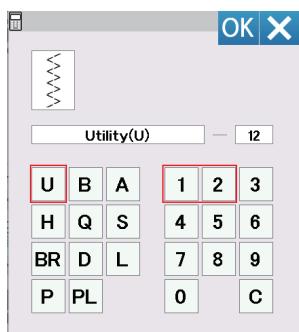 OK
Utility(U) — 12
U B A 1 2 3
H Q S 4 5 6
BR D L 7 8 9
P PL 0 C